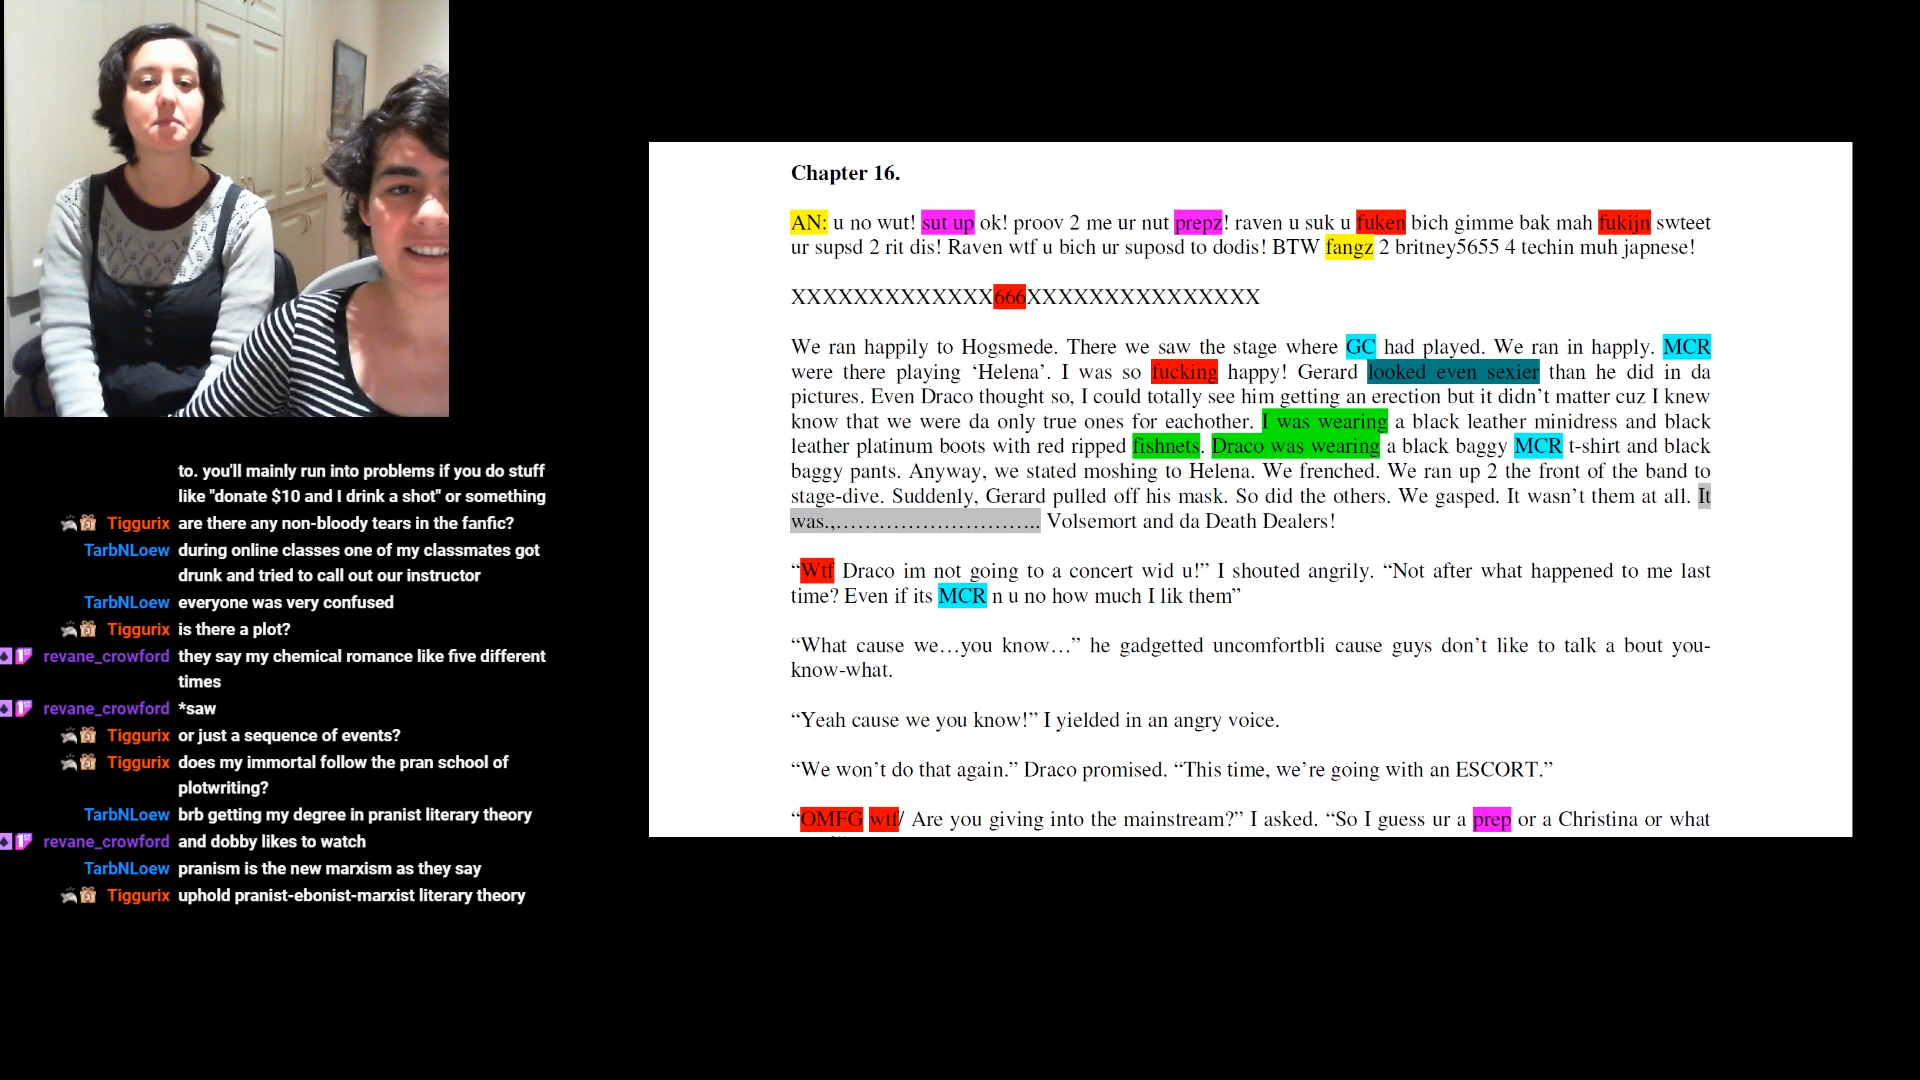 to. you'll mainly run into problems if you do stuff
like "donate $10 and I drink a shot" or something
Tiggurix are there any non-bloody tears in the fanfic?
TarbNLoew during online classes one of my classmates got
drunk and tried to call out our instructor
TarbNLoew everyone was very confused
Tiggurix is there a plot?
revane_crowford they say my chemical romance like five different
times
revane_crowford *saw
Tiggurix or just a sequence of events?
Tiggurix does my immortal follow the pran school of
plotwriting?
TarbNLoew brb getting my degree in pranist literary theory
revane_crowford and dobby likes to watch
TarbNLoew pranism is the new marxism as they say
Tiggurix uphold pranist-ebonist-marxist literary theory
Chapter 16.
AN: u no wut! sut up ok! proov 2 me ur nut prepz! raven u suk u fuken bich gimme bak mah fukijn swteet
ur supsd 2 rit dis! Raven wtf u bich ur suposd to dodis! BTW fangz 2 britney5655 4 techin muh japnese!
XXXXXXXXXXXXX666XXXXXXXXXXXXXXX
We ran happily to Hogsmede. There we saw the stage where GC had played. We ran in happly. MCR
were there playing ‘Helena’. I was so fucking happy! Gerard looked even sexier than he did in da
pictures. Even Draco thought so, I could totally see him getting an erection but it didn’t matter cuz I knew
know that we were da only true ones for eachother. I was wearing a black leather minidress and black
leather platinum boots with red ripped fishnets. Draco was wearing a black baggy MCR t-shirt and black
baggy pants. Anyway, we stated moshing to Helena. We frenched. We ran up 2 the front of the band to
stage-dive. Suddenly, Gerard pulled off his mask. So did the others. We gasped. It wasn’t them at all. It
was.,……………………….. Volsemort and da Death Dealers!
“Wtf Draco im not going to a concert wid u!” I shouted angrily. “Not after what happened to me last
time? Even if its MCR n u no how much I lik them”
“What cause we…you know…” he gadgetted uncomfortbli cause guys don’t like to talk a bout you-
know-what.
“Yeah cause we you know!” I yielded in an angry voice.
“We won’t do that again.” Draco promised. “This time, we’re going with an ESCORT.”
“OMFG wtf/ Are you giving into the mainstream?” I asked. “So I guess ur a prep or a Christina or what